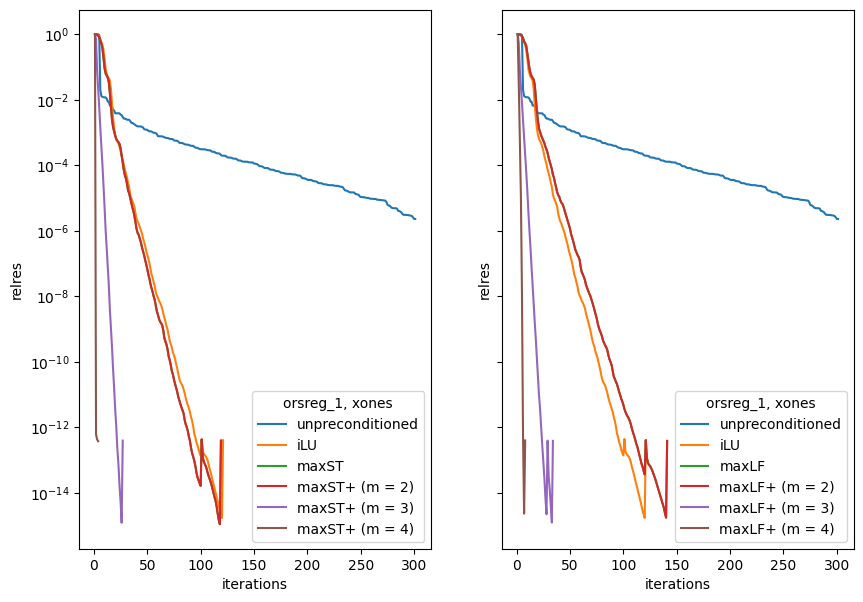 10⁰
10⁻²
10⁻⁴
10⁻⁶
10⁻⁸
10⁻¹⁰
10⁻¹²
10⁻¹⁴
relres
0 50 100 150 200 250 300
iterations
orsreg_1, xones
unpreconditioned
iLU
maxST
maxST+ (m = 2)
maxST+ (m = 3)
maxST+ (m = 4)
relres
0 50 100 150 200 250 300
iterations
orsreg_1, xones
unpreconditioned
iLU
maxLF
maxLF+ (m = 2)
maxLF+ (m = 3)
maxLF+ (m = 4)